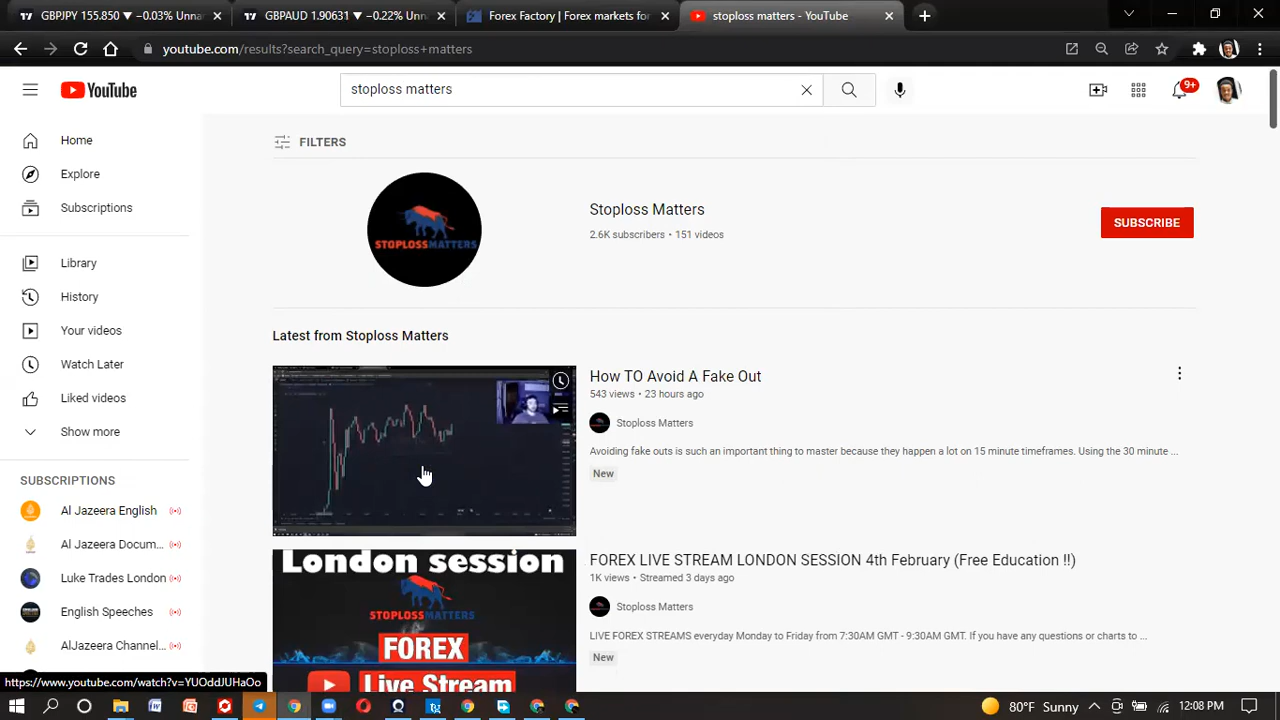 GBPJPY 155.850 ▼ −0.03% Unna
GBPAUD 1.90631 ▼ −0.22% Unn
Forex Factory | Forex markets for
stoploss matters - YouTube
youtube.com/results?search_query=stoploss+matters
YouTube
stoploss matters
9+
Home
Explore
Subscriptions
Library
History
Your videos
Watch Later
Liked videos
Show more
SUBSCRIPTIONS
Al Jazeera English
Al Jazeera Docum...
Luke Trades London
English Speeches
AlJazeera Channel...
FILTERS
STOPLOSSMATTERS
Stoploss Matters
2.6K subscribers • 151 videos
SUBSCRIBE
Latest from Stoploss Matters
How TO Avoid A Fake Out
543 views • 23 hours ago
Stoploss Matters
Avoiding fake outs is such an important thing to master because they happen a lot on 15 minute timeframes. Using the 30 minute ...
New
London session
STOPLOSSMATTERS
FOREX
Live Stream
FOREX LIVE STREAM LONDON SESSION 4th February (Free Education !!)
1K views • Streamed 3 days ago
Stoploss Matters
LIVE FOREX STREAMS everyday Monday to Friday from 7:30AM GMT - 9:30AM GMT. If you have any questions or charts to ...
New
https://www.youtube.com/watch?v=YUOddJUHaOo
80°F Sunny
12:08 PM